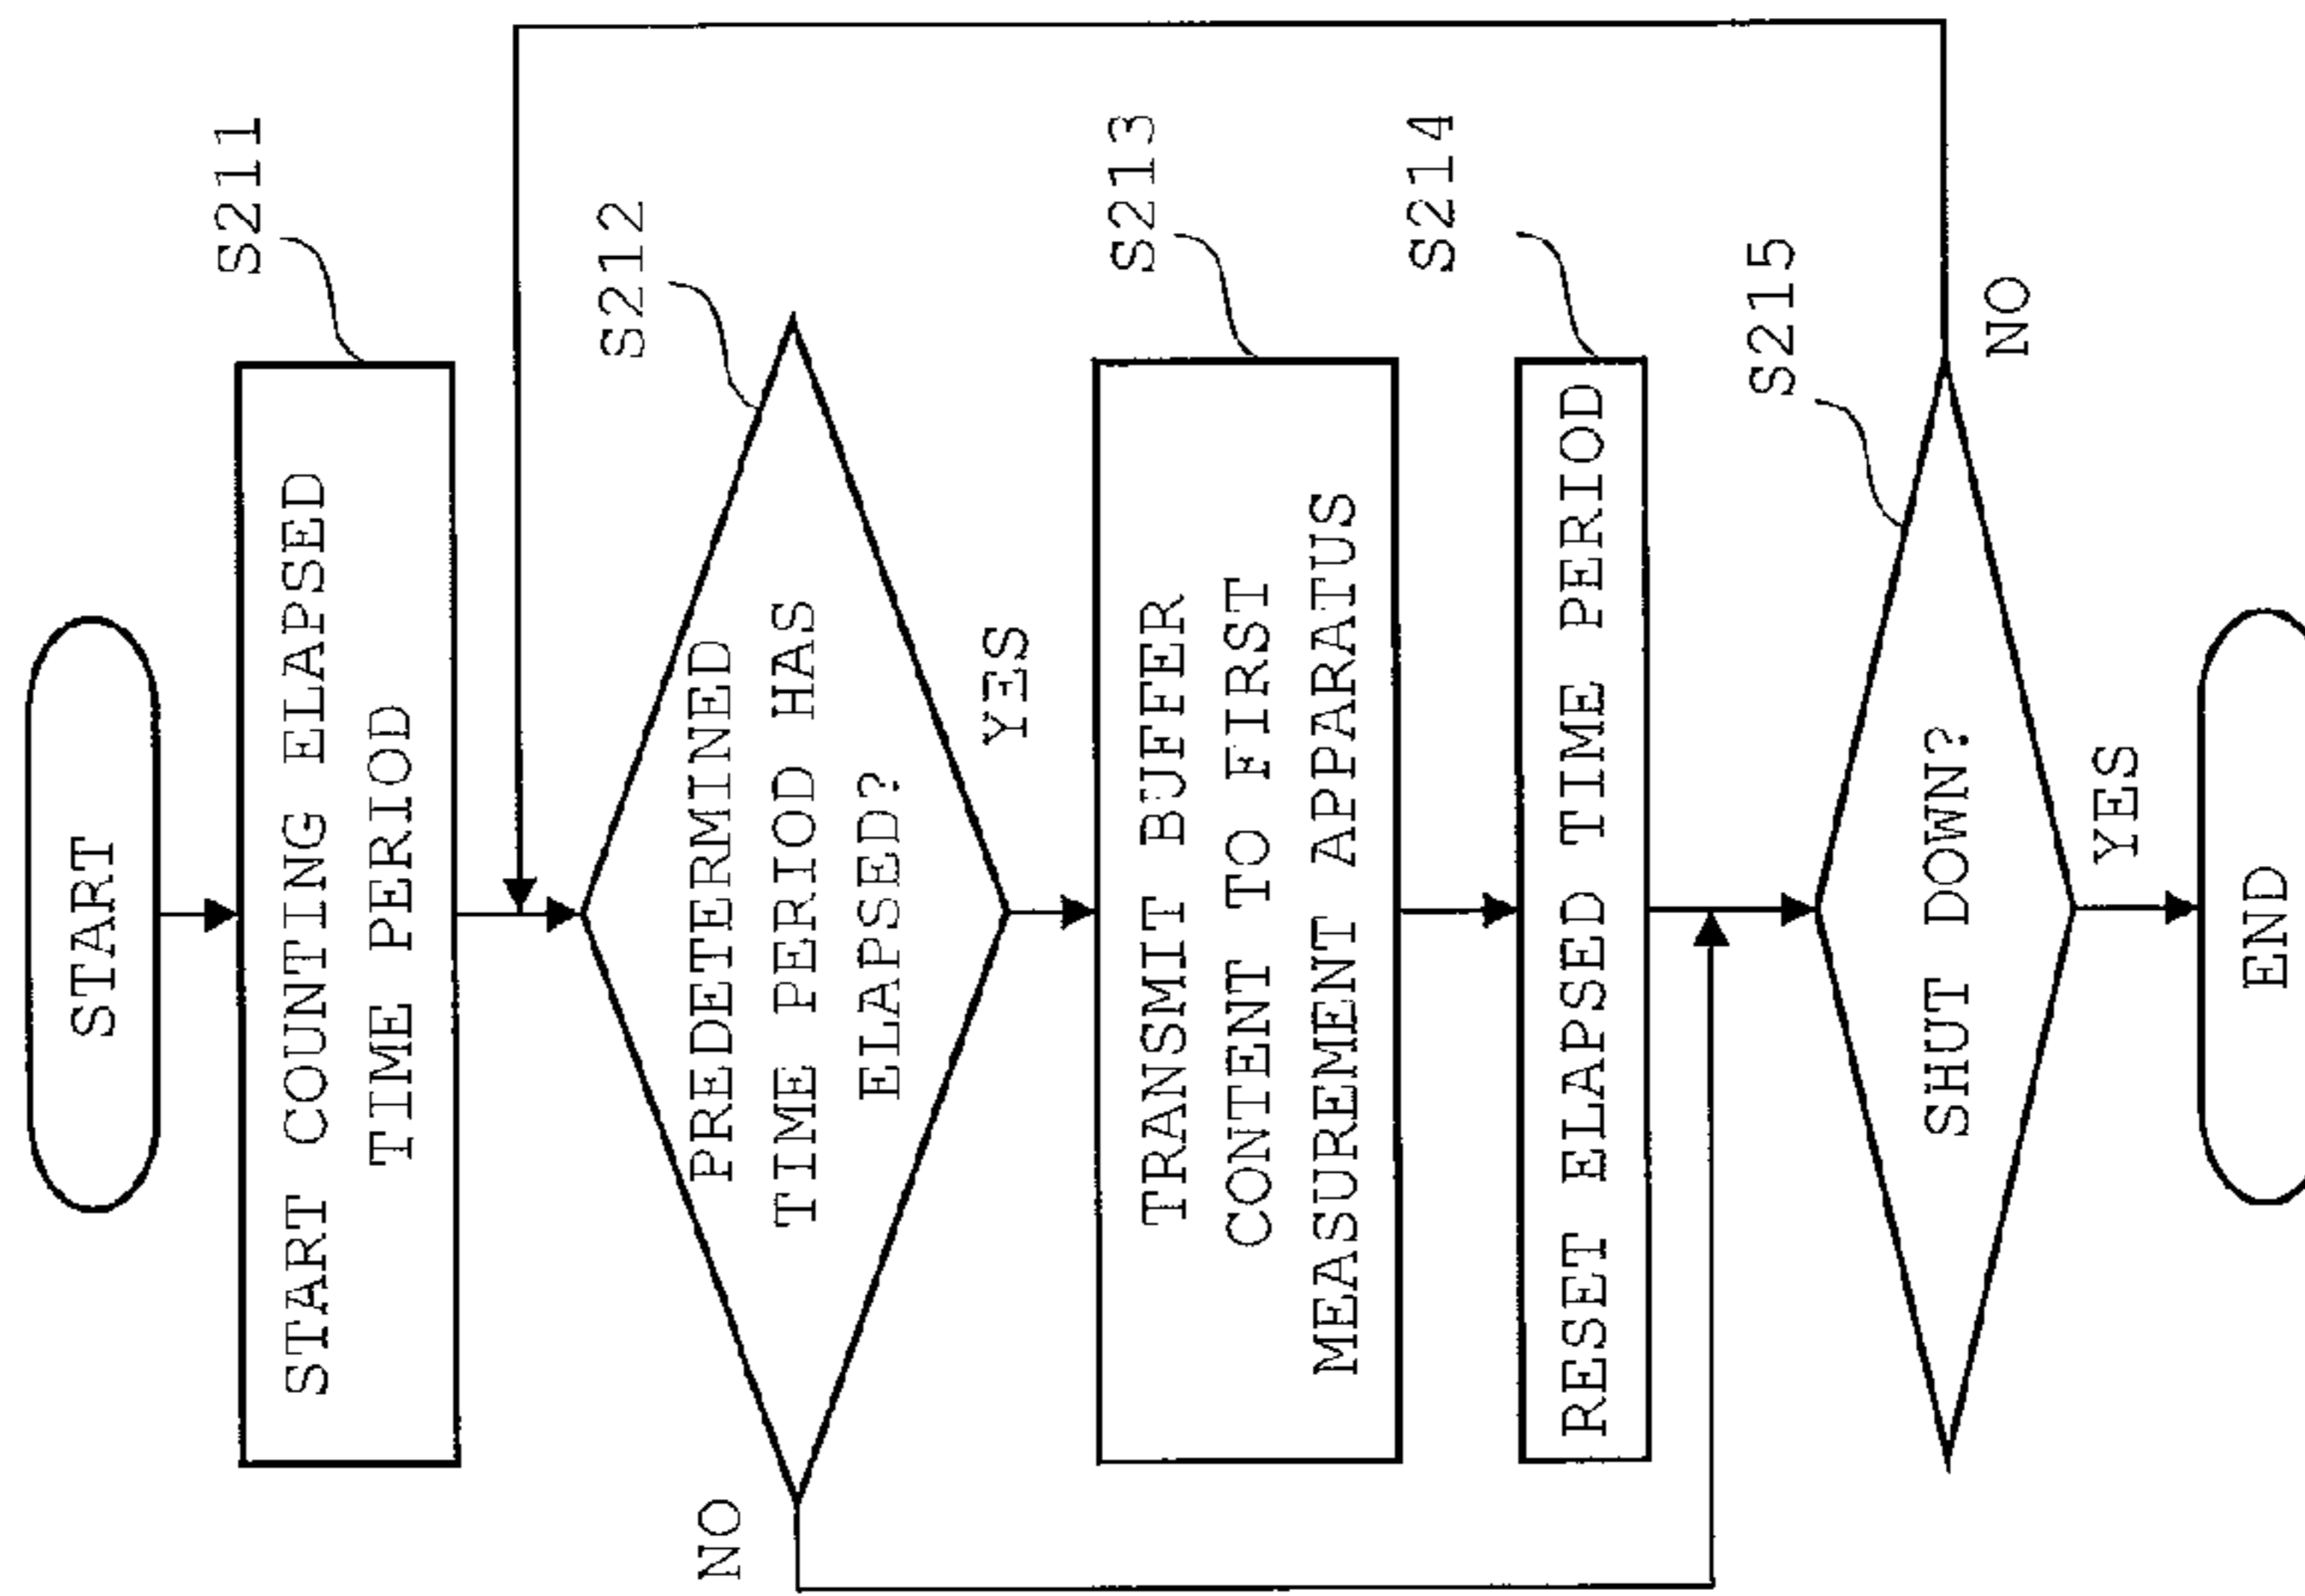 START
START COUNTING ELAPSED
TIME PERIOD
S211
PREDETERMINED
TIME PERIOD HAS
ELAPSED?
S212
NO
YES
TRANSMIT BUFFER
CONTENT TO FIRST
MEASUREMENT APPARATUS
S213
RESET ELAPSED TIME PERIOD
S214
SHUT DOWN?
S215
NO
YES
END